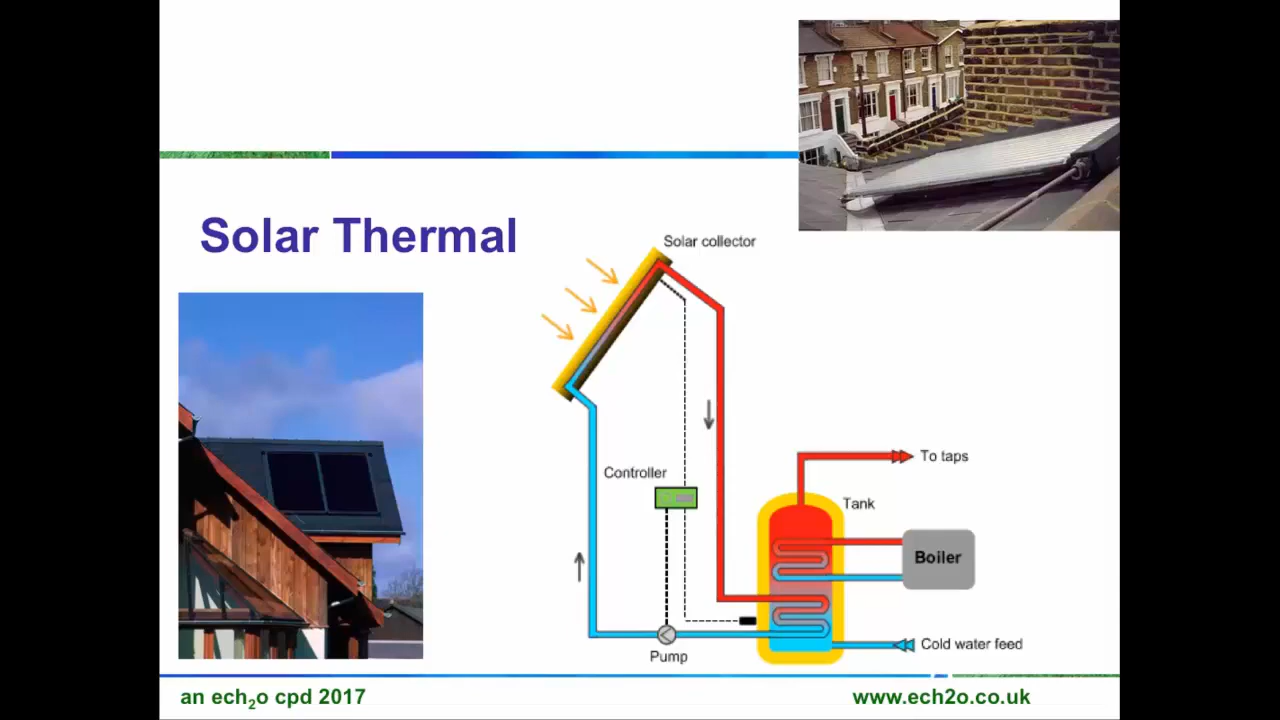 Solar Thermal
Solar collector
Controller
To taps
Tank
Boiler
Cold water feed
Pump
an ech₂o cpd 2017
www.ech2o.co.uk